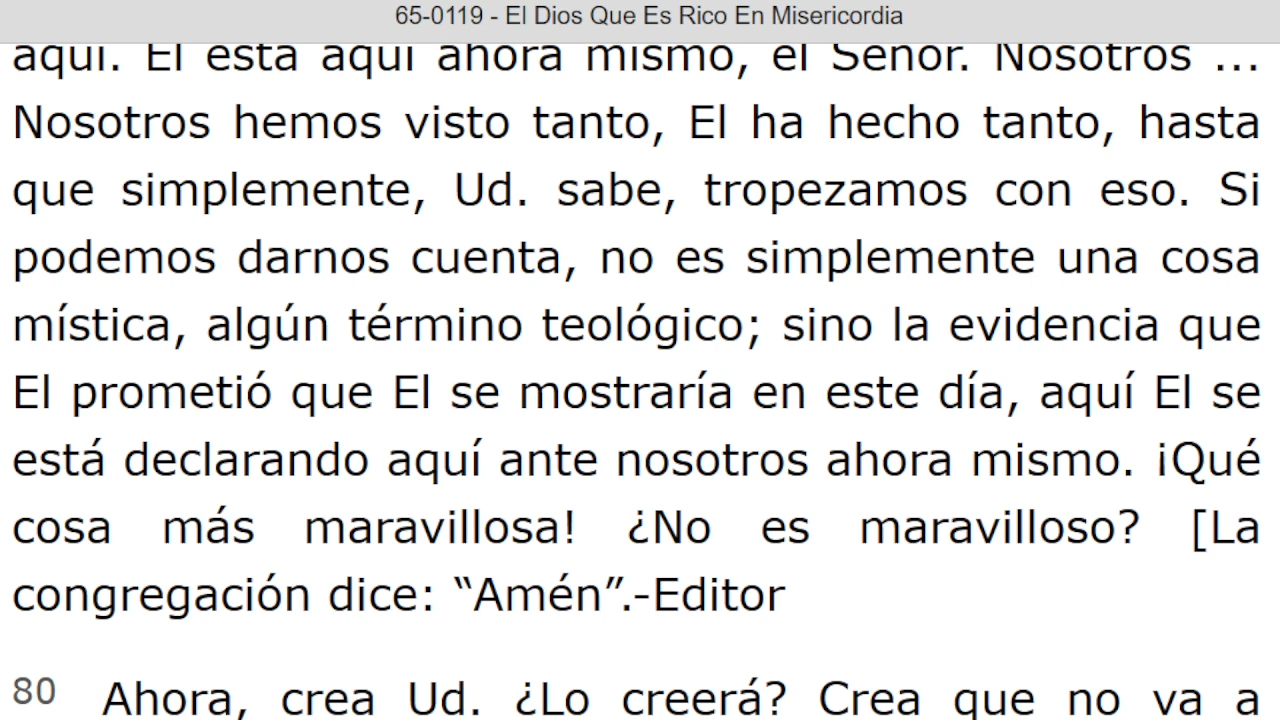 65-0119 - El Dios Que Es Rico En Misericordia
aquí. El está aquí ahora mismo, el Señor. Nosotros ...
Nosotros hemos visto tanto, El ha hecho tanto, hasta
que simplemente, Ud. sabe, tropezamos con eso. Si
podemos darnos cuenta, no es simplemente una cosa
mística, algún término teológico; sino la evidencia que
El prometió que El se mostraría en este día, aquí El se
está declarando aquí ante nosotros ahora mismo. ¡Qué
cosa más maravillosa! ¿No es maravilloso? [La
congregación dice: “Amén”.-Editor
80 Ahora, crea Ud. ¿Lo creerá? Crea que no va a